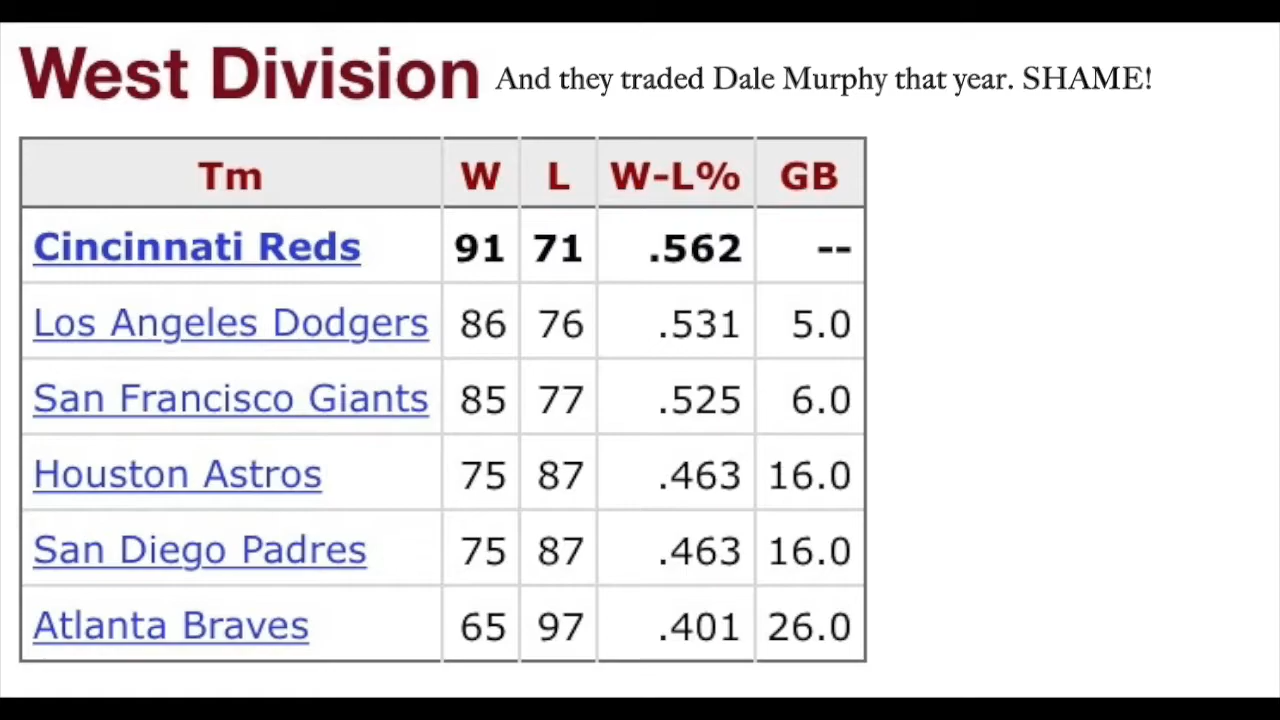 West Division And they traded Dale Murphy that year. SHAME!
Tm W L W-L% GB
Cincinnati Reds 91 71 .562 --
Los Angeles Dodgers 86 76 .531 5.0
San Francisco Giants 85 77 .525 6.0
Houston Astros 75 87 .463 16.0
San Diego Padres 75 87 .463 16.0
Atlanta Braves 65 97 .401 26.0